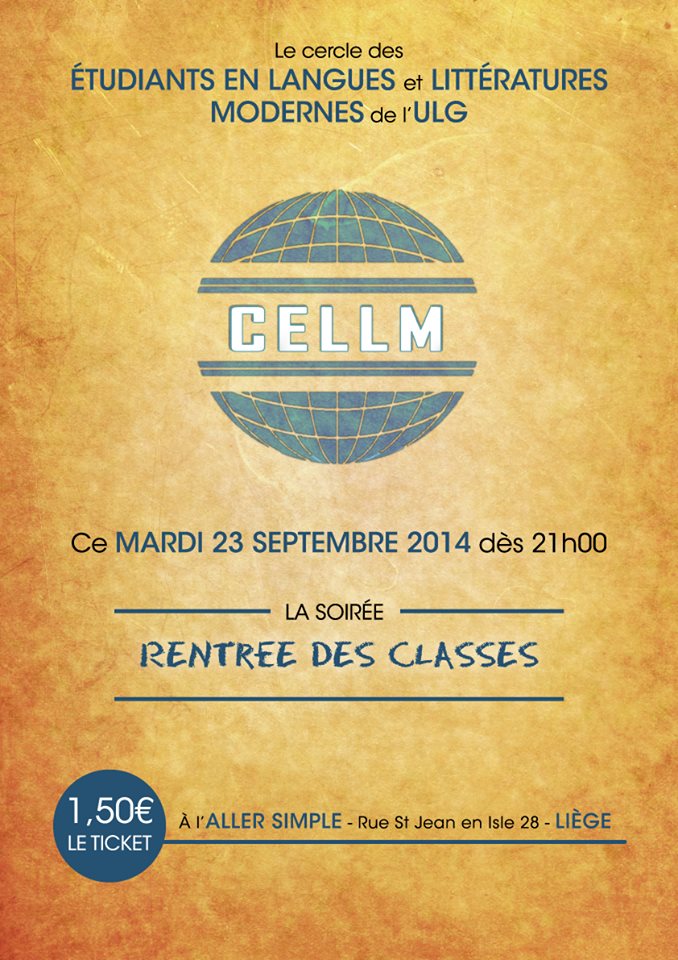 Le cercle des
ÉTUDIANTS EN LANGUES et LITTÉRATURES
MODERNES de l'ULG
CELLM
Ce MARDI 23 SEPTEMBRE 2014 dès 21h00
LA SOIRÉE
RENTREE DES CLASSES
1,50€
LE TICKET
À l'ALLER SIMPLE - Rue St Jean en Isle 28 - LIÈGE